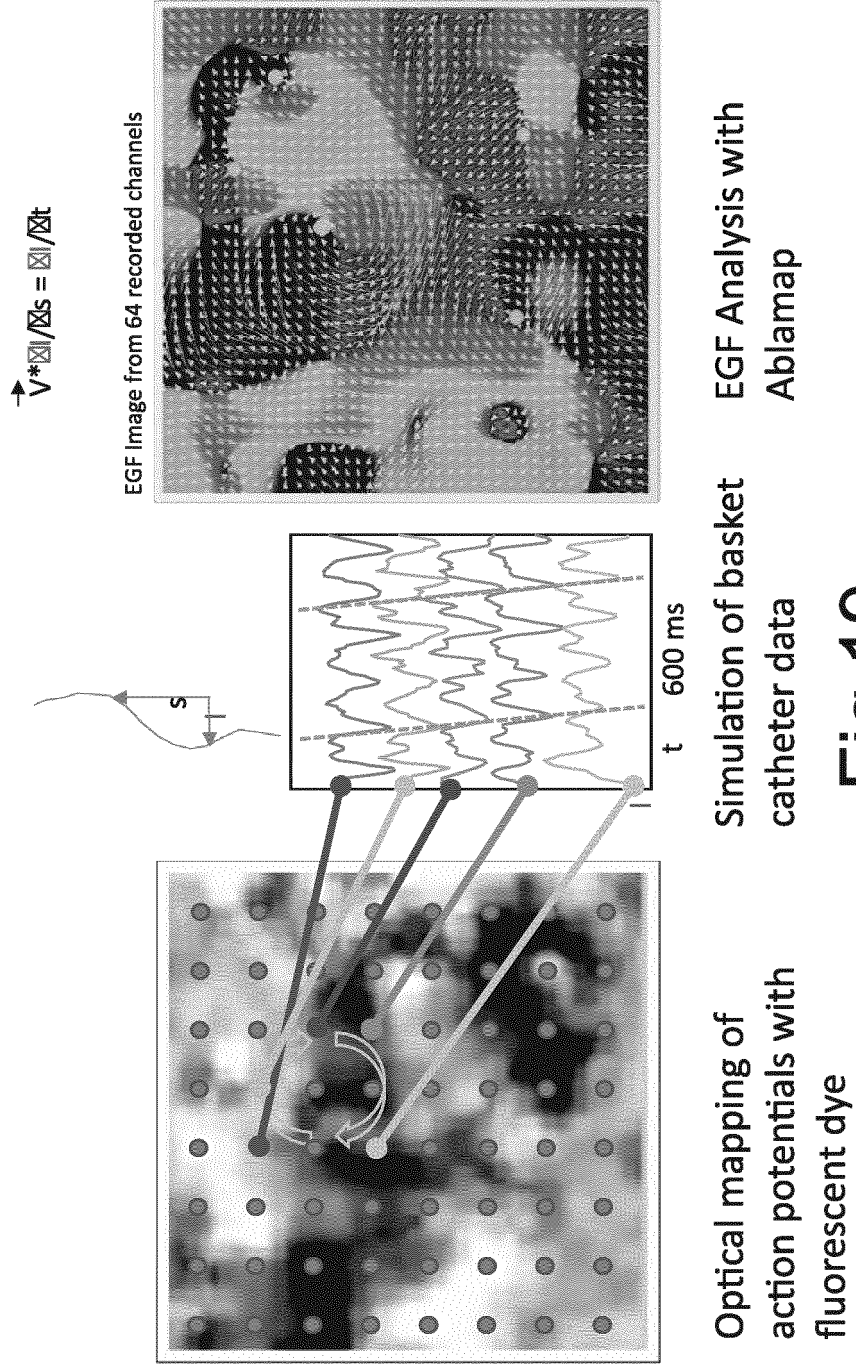 V*☒I/☒s = ☒I/☒t
EGF Image from 64 recorded channels
s
I
I
t 600 ms
Optical mapping of
action potentials with
fluorescent dye
Simulation of basket
catheter data
EGF Analysis with
Ablamap